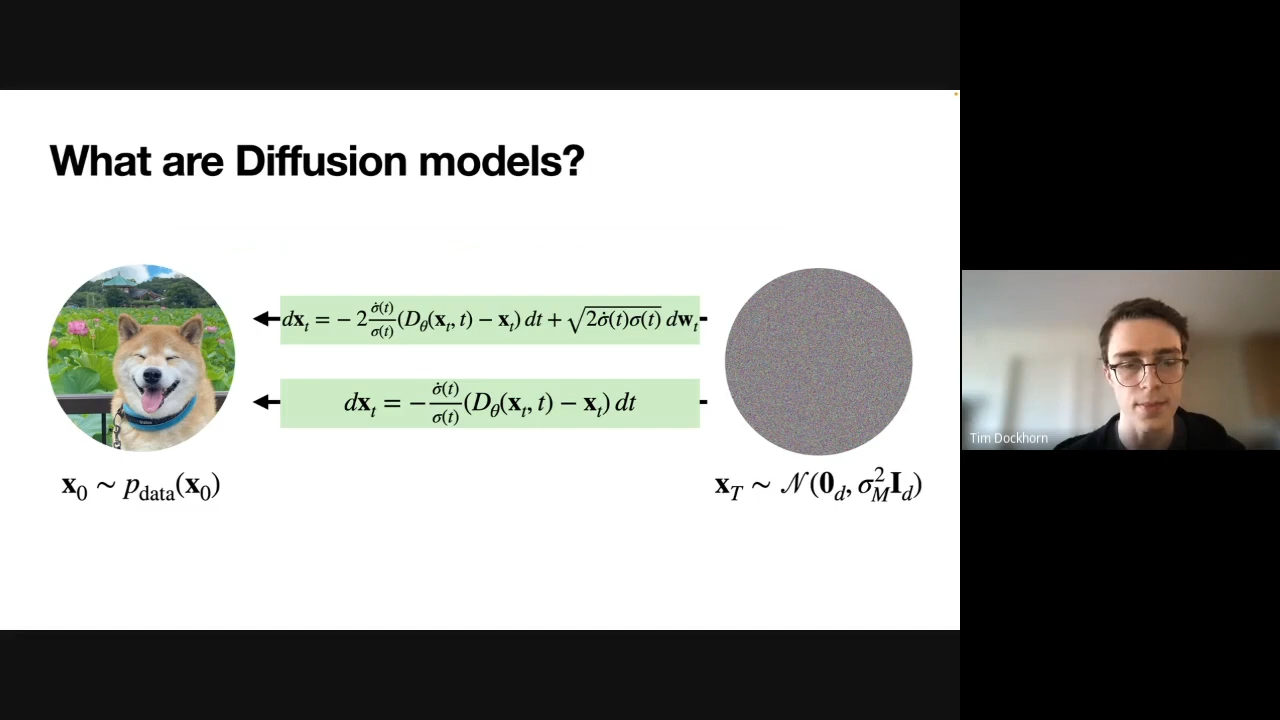 What are Diffusion models?
d𝐱ₜ = − 2 σ̇(t)/σ(t) (D_θ(𝐱ₜ, t) − 𝐱ₜ) dt + √(2σ̇(t)σ(t)) d𝐰ₜ
d𝐱ₜ = − σ̇(t)/σ(t) (D_θ(𝐱ₜ, t) − 𝐱ₜ) dt
𝐱₀ ∼ p_data(𝐱₀)
𝐱_T ∼ 𝒩(𝟎_d, σ²_M 𝐈_d)
Tim Dockhorn